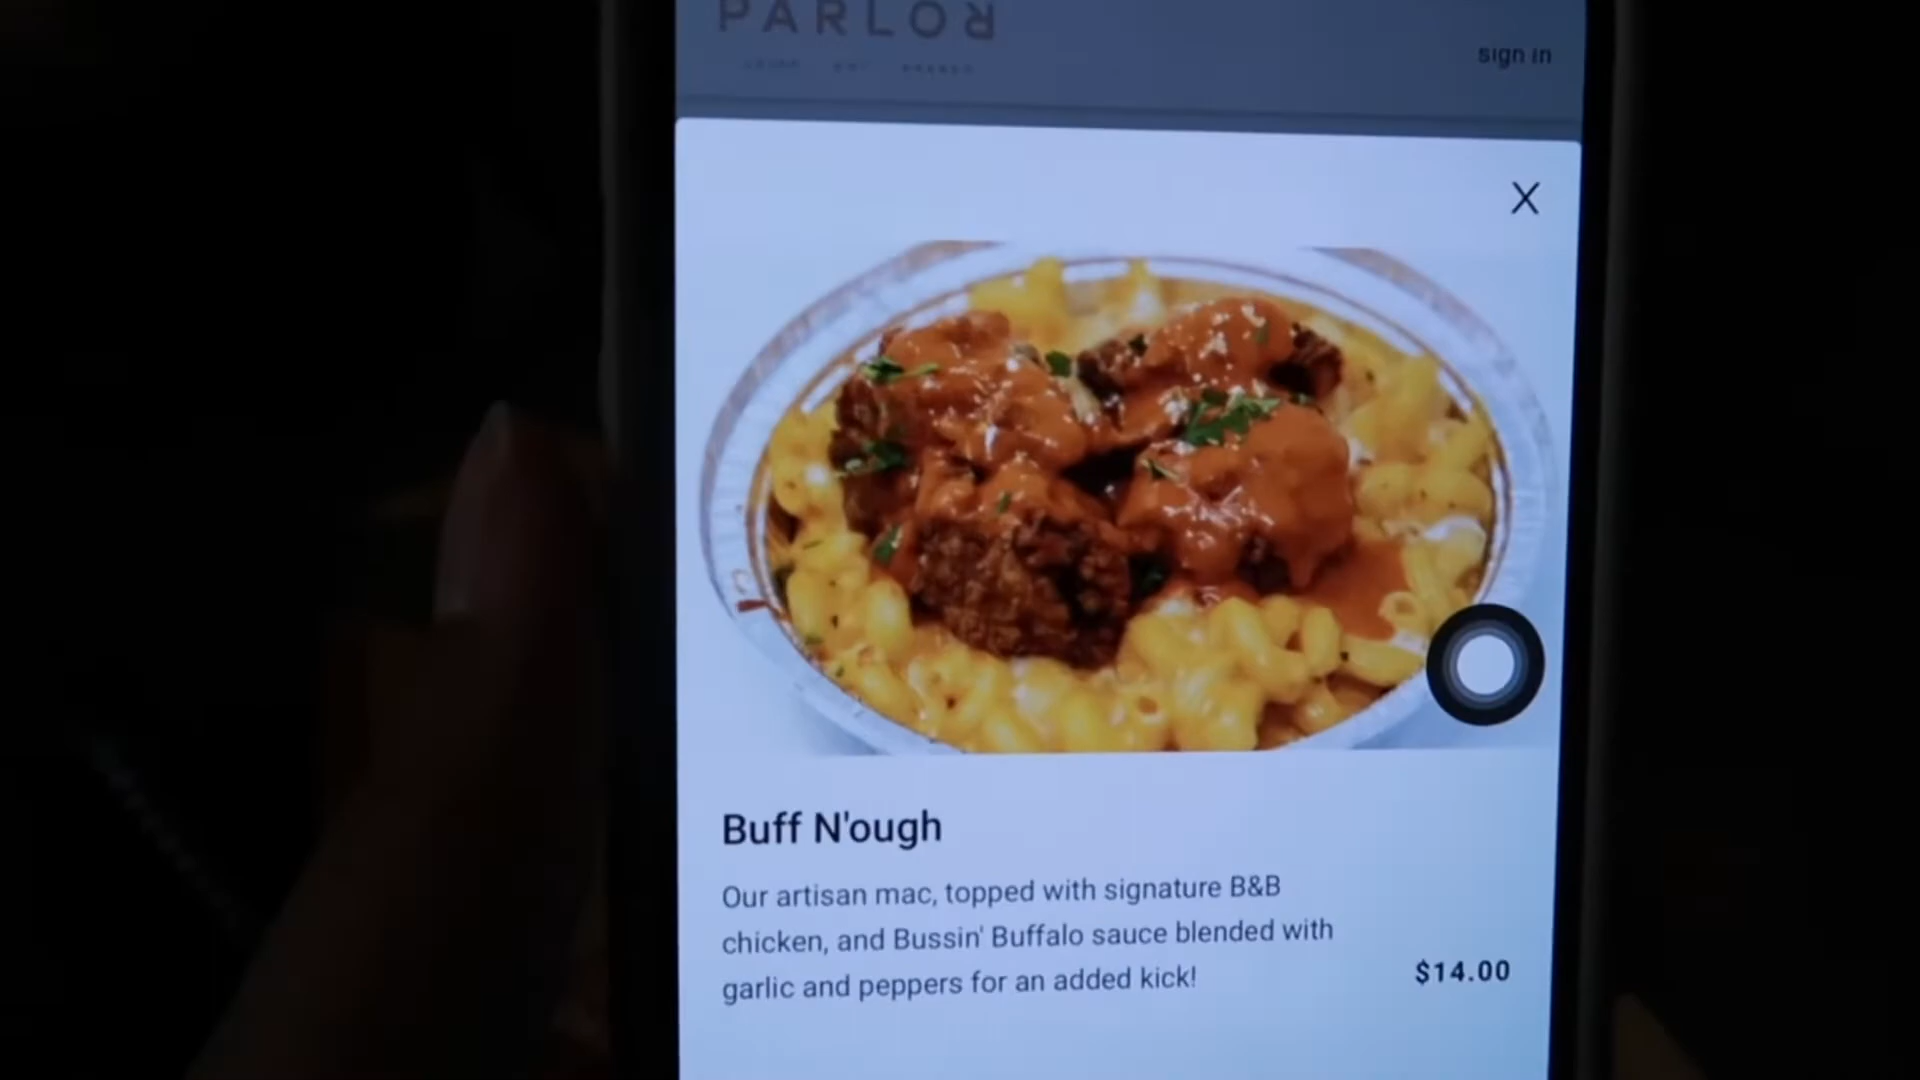 PARLOR
sign in
X
Buff N'ough
Our artisan mac, topped with signature B&B
chicken, and Bussin' Buffalo sauce blended with
garlic and peppers for an added kick!
$14.00